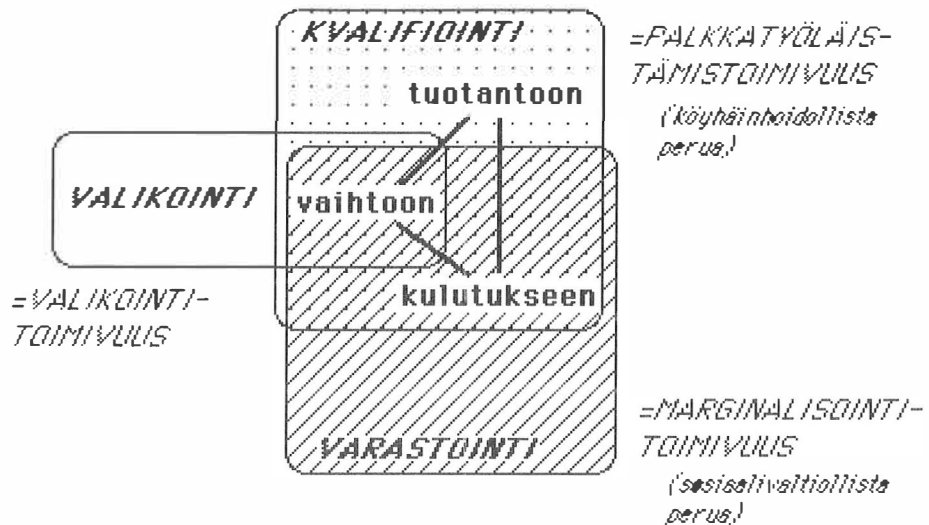 KVALIFIOINTI
=PALKKATYÖLÄIS-
TÄMISTOIMIVUUS
(köyhäinhoidollista
perua)
tuotantoon
VALIKOINTI
vaihtoon
kulutukseen
=VALIKOINTI-
TOIMIVUUS
=MARGINALISOINTI-
TOIMIVUUS
(sosiaalivaltiollista
perua)
VARASTOINTI